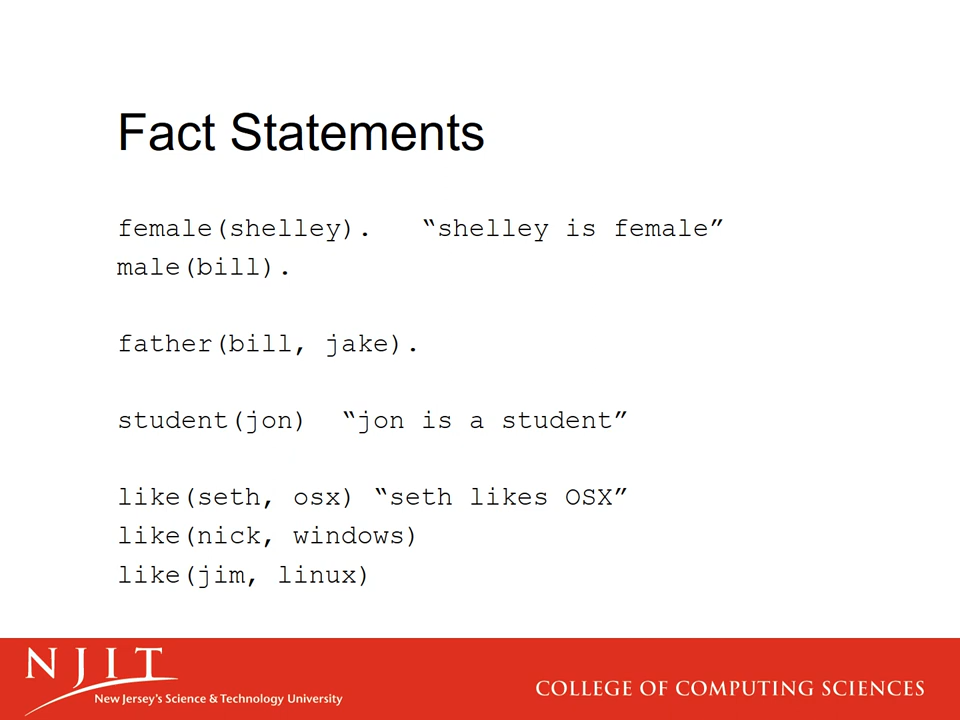 Fact Statements
female(shelley).   “shelley is female”
male(bill).
father(bill, jake).
student(jon)  “jon is a student”
like(seth, osx) “seth likes OSX”
like(nick, windows)
like(jim, linux)
NJIT
New Jersey's Science & Technology University
COLLEGE OF COMPUTING SCIENCES